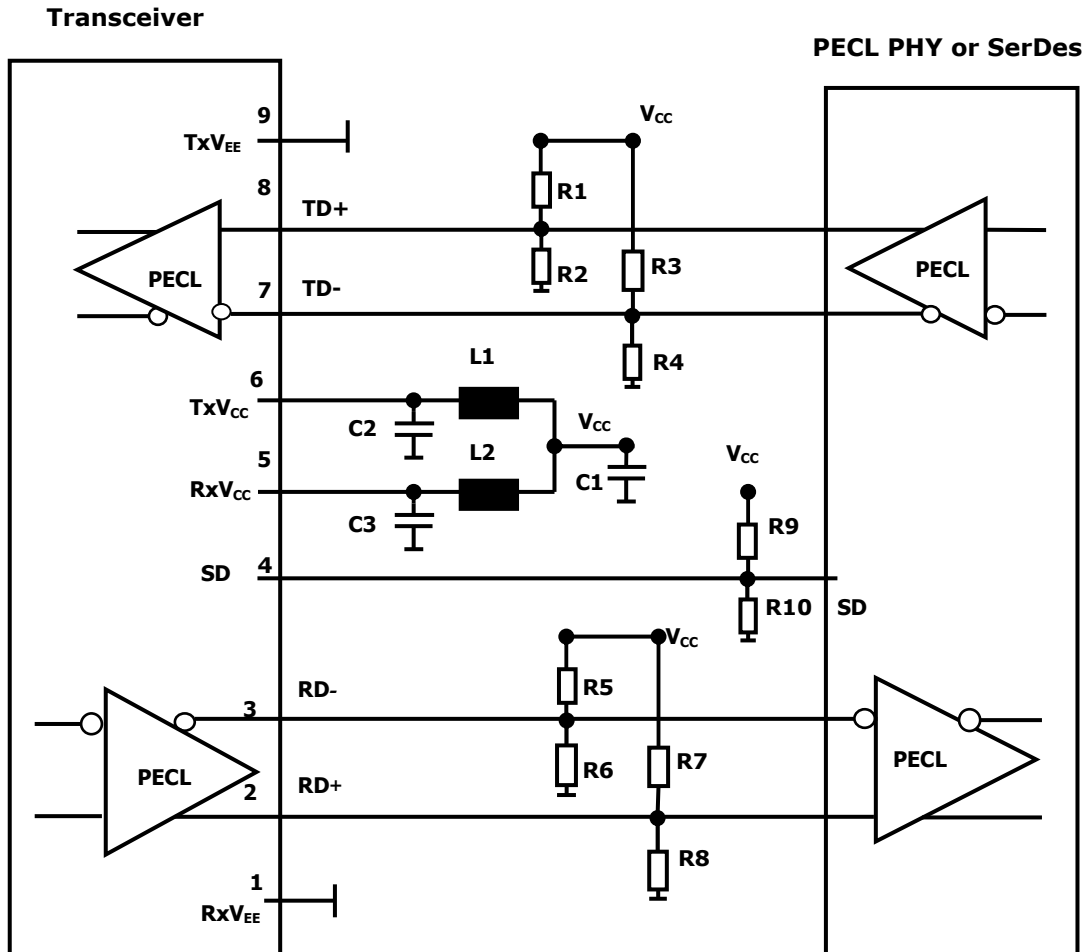 Transceiver
PECL PHY or SerDes
9
TxVEE
VCC
8
TD+
R1
PECL
R2
R3
PECL
7
TD-
R4
L1
6
TxVCC
C2
VCC
L2
5
RxVCC
C1
C3
VCC
R9
SD
4
R10
SD
VCC
RD-
3
R5
PECL
R6
R7
PECL
2
RD+
R8
1
RxVEE